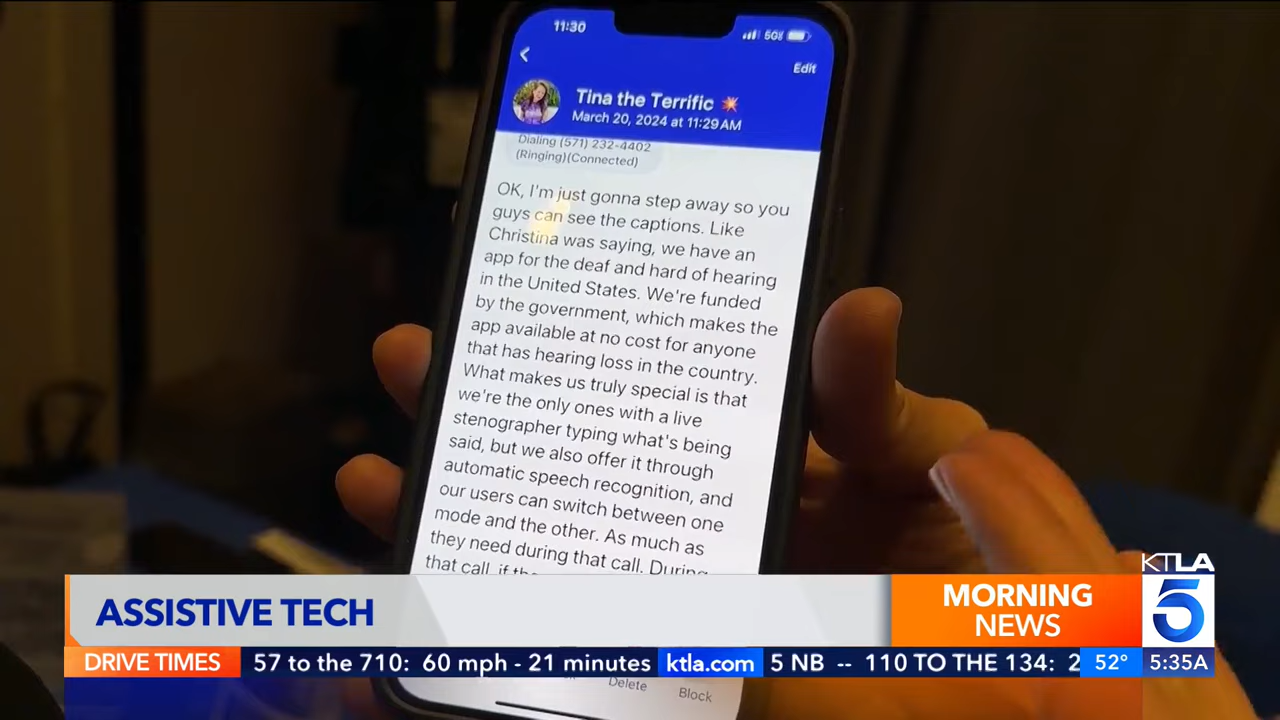 11:30
5G
Edit
Tina the Terrific
March 20, 2024 at 11:29 AM
Dialing (571) 232-4402
(Ringing)(Connected)
OK, I'm just gonna step away so you
guys can see the captions. Like
Christina was saying, we have an
app for the deaf and hard of hearing
in the United States. We're funded
by the government, which makes the
app available at no cost for anyone
that has hearing loss in the country.
What makes us truly special is that
we're the only ones with a live
stenographer typing what's being
said, but we also offer it through
automatic speech recognition, and
our users can switch between one
mode and the other. As much as
they need during that call. During
that call, if
KTLA
5
ASSISTIVE TECH
MORNING
NEWS
DRIVE TIMES 57 to the 710: 60 mph - 21 minutes ktla.com 5 NB -- 110 TO THE 134: 2 52° 5:35A
Delete
Block